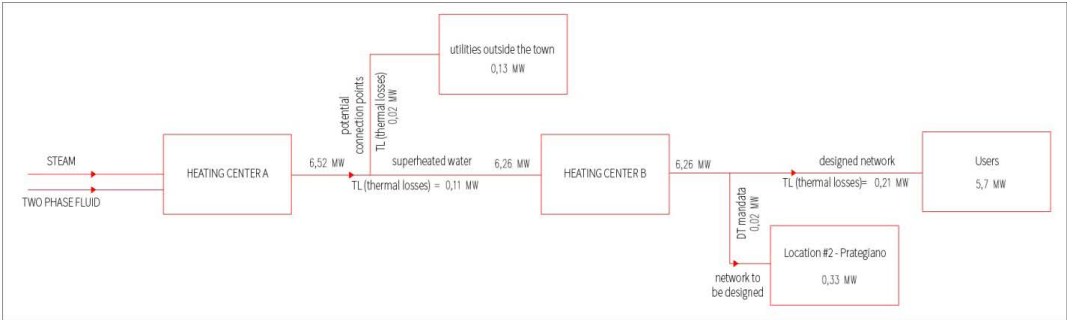 utilities outside the town
0,13 MW
potential
connection points
TL (thermal losses)
0,02 MW
STEAM
TWO PHASE FLUID
HEATING CENTER A
6,52 MW
superheated water
TL (thermal losses) = 0,11 MW
6,26 MW
HEATING CENTER B
6,26 MW
designed network
TL (thermal losses)= 0,21 MW
Users
5,7 MW
DT mandata
0,02 MW
network to
be designed
Location #2 - Prategiano
0,33 MW